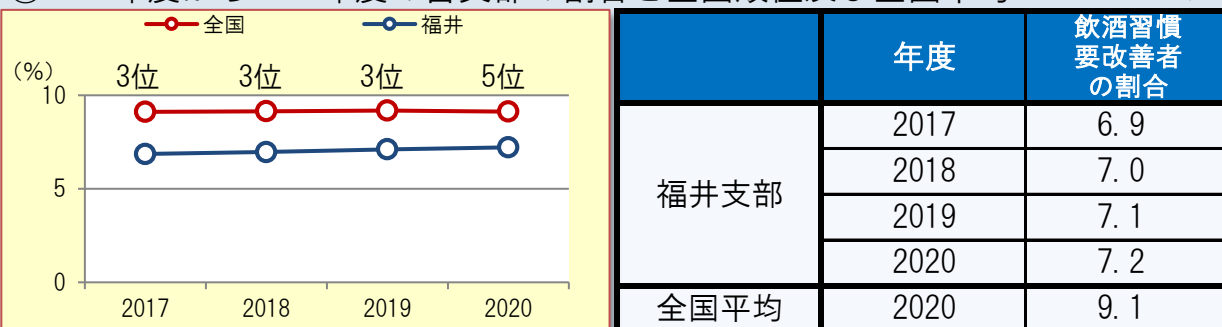 全国 福井
(%) 3位 3位 3位 5位
10
5
0
2017 2018 2019 2020
年度 飲酒習慣
要改善者
の割合
福井支部 2017 6.9
2018 7.0
2019 7.1
2020 7.2
全国平均 2020 9.1